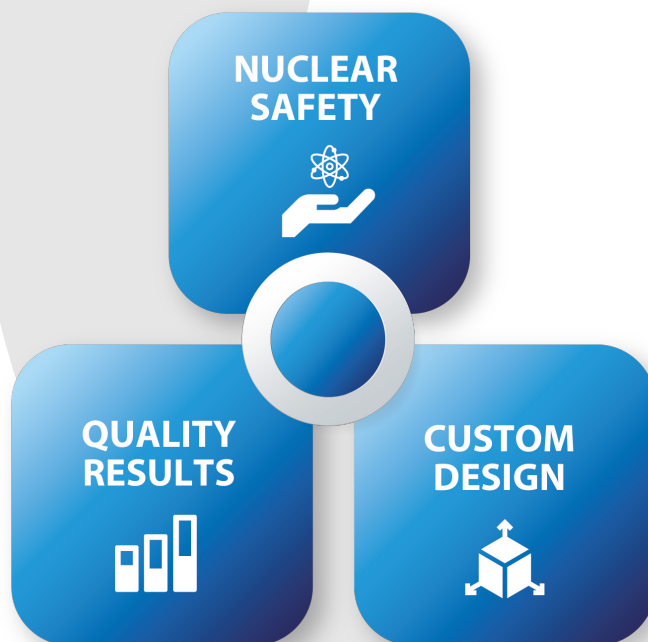 NUCLEAR
SAFETY
QUALITY
RESULTS
CUSTOM
DESIGN